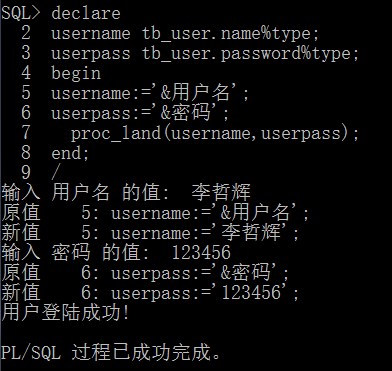 SQL> declare
  2  username tb_user.name%type;
  3  userpass tb_user.password%type;
  4  begin
  5  username:='&用户名';
  6  userpass:='&密码';
  7    proc_land(username,userpass);
  8  end;
  9  /
输入 用户名 的值:  李哲辉
原值    5: username:='&用户名';
新值    5: username:='李哲辉';
输入 密码 的值:  123456
原值    6: userpass:='&密码';
新值    6: userpass:='123456';
用户登陆成功!
PL/SQL 过程已成功完成。